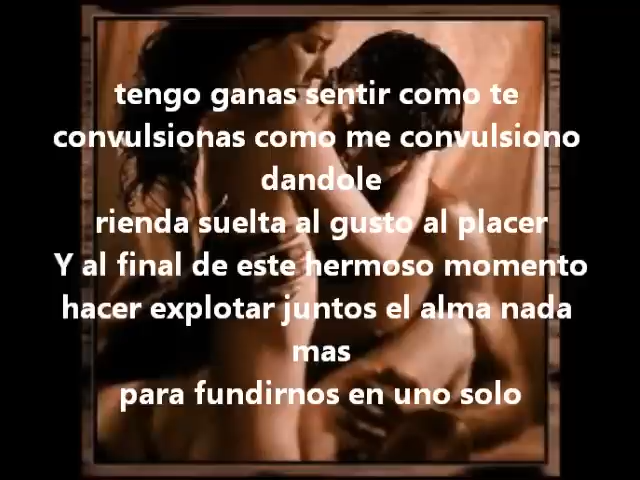 tengo ganas sentir como te
convulsionas como me convulsiono
dandole
rienda suelta al gusto al placer
Y al final de este hermoso momento
hacer explotar juntos el alma nada
mas
para fundirnos en uno solo